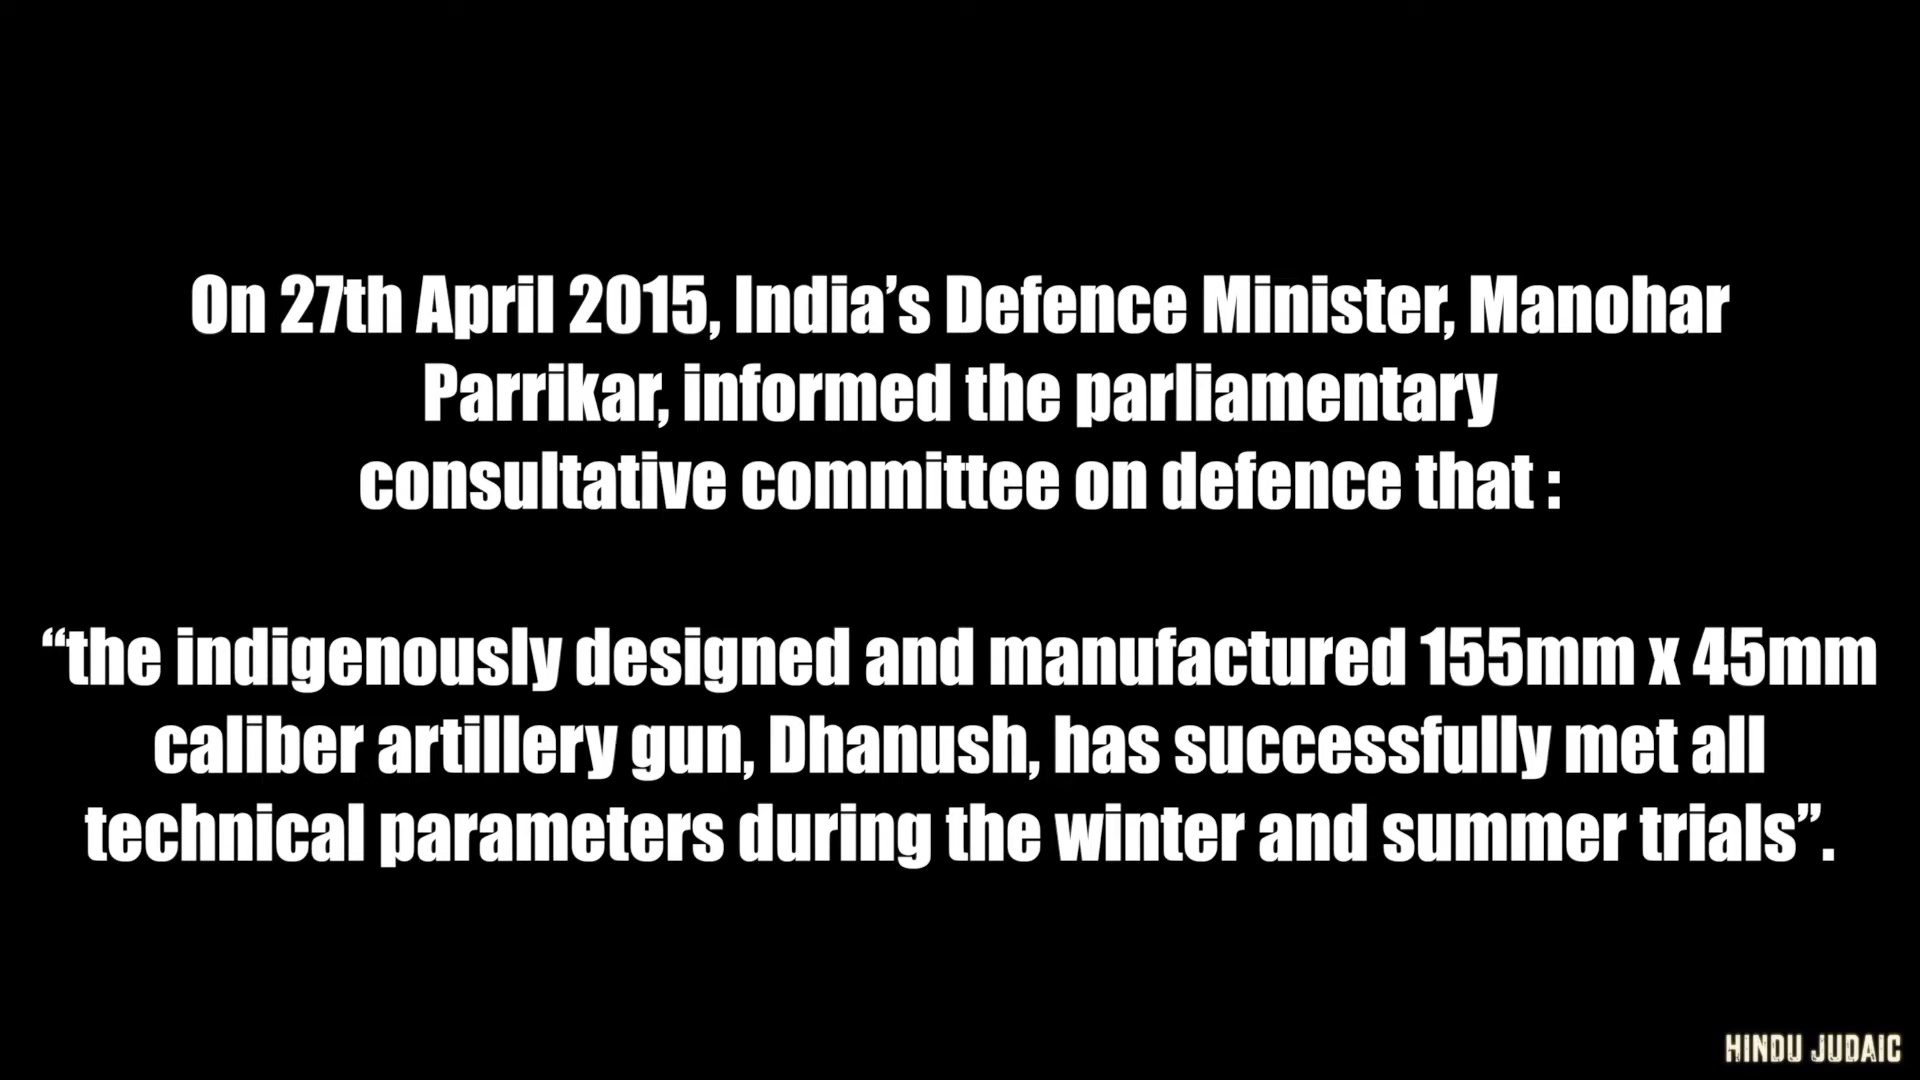 On 27th April 2015, India’s Defence Minister, Manohar
Parrikar, informed the parliamentary
consultative committee on defence that :
“the indigenously designed and manufactured 155mm x 45mm
caliber artillery gun, Dhanush, has successfully met all
technical parameters during the winter and summer trials”.
HINDU JUDAIC